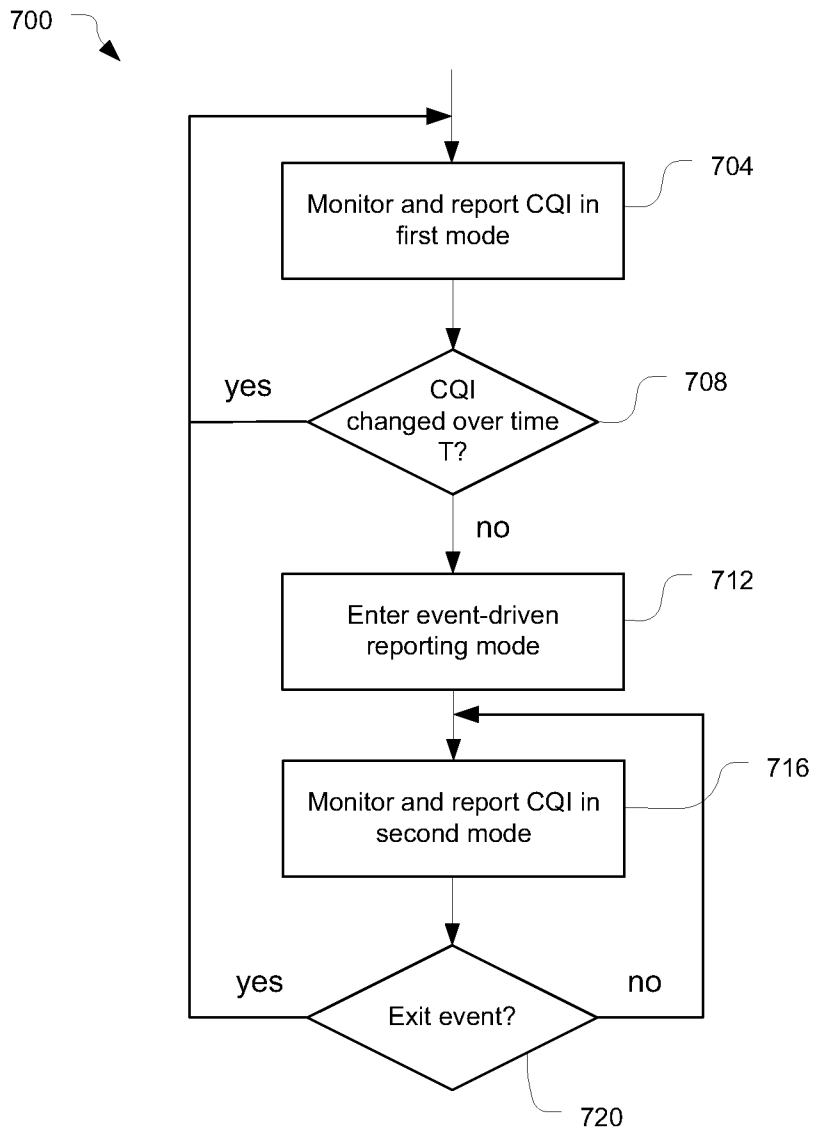 700
704
Monitor and report CQI in
first mode
708
yes
CQI
changed over time
T?
no
712
Enter event-driven
reporting mode
716
Monitor and report CQI in
second mode
yes
no
Exit event?
720